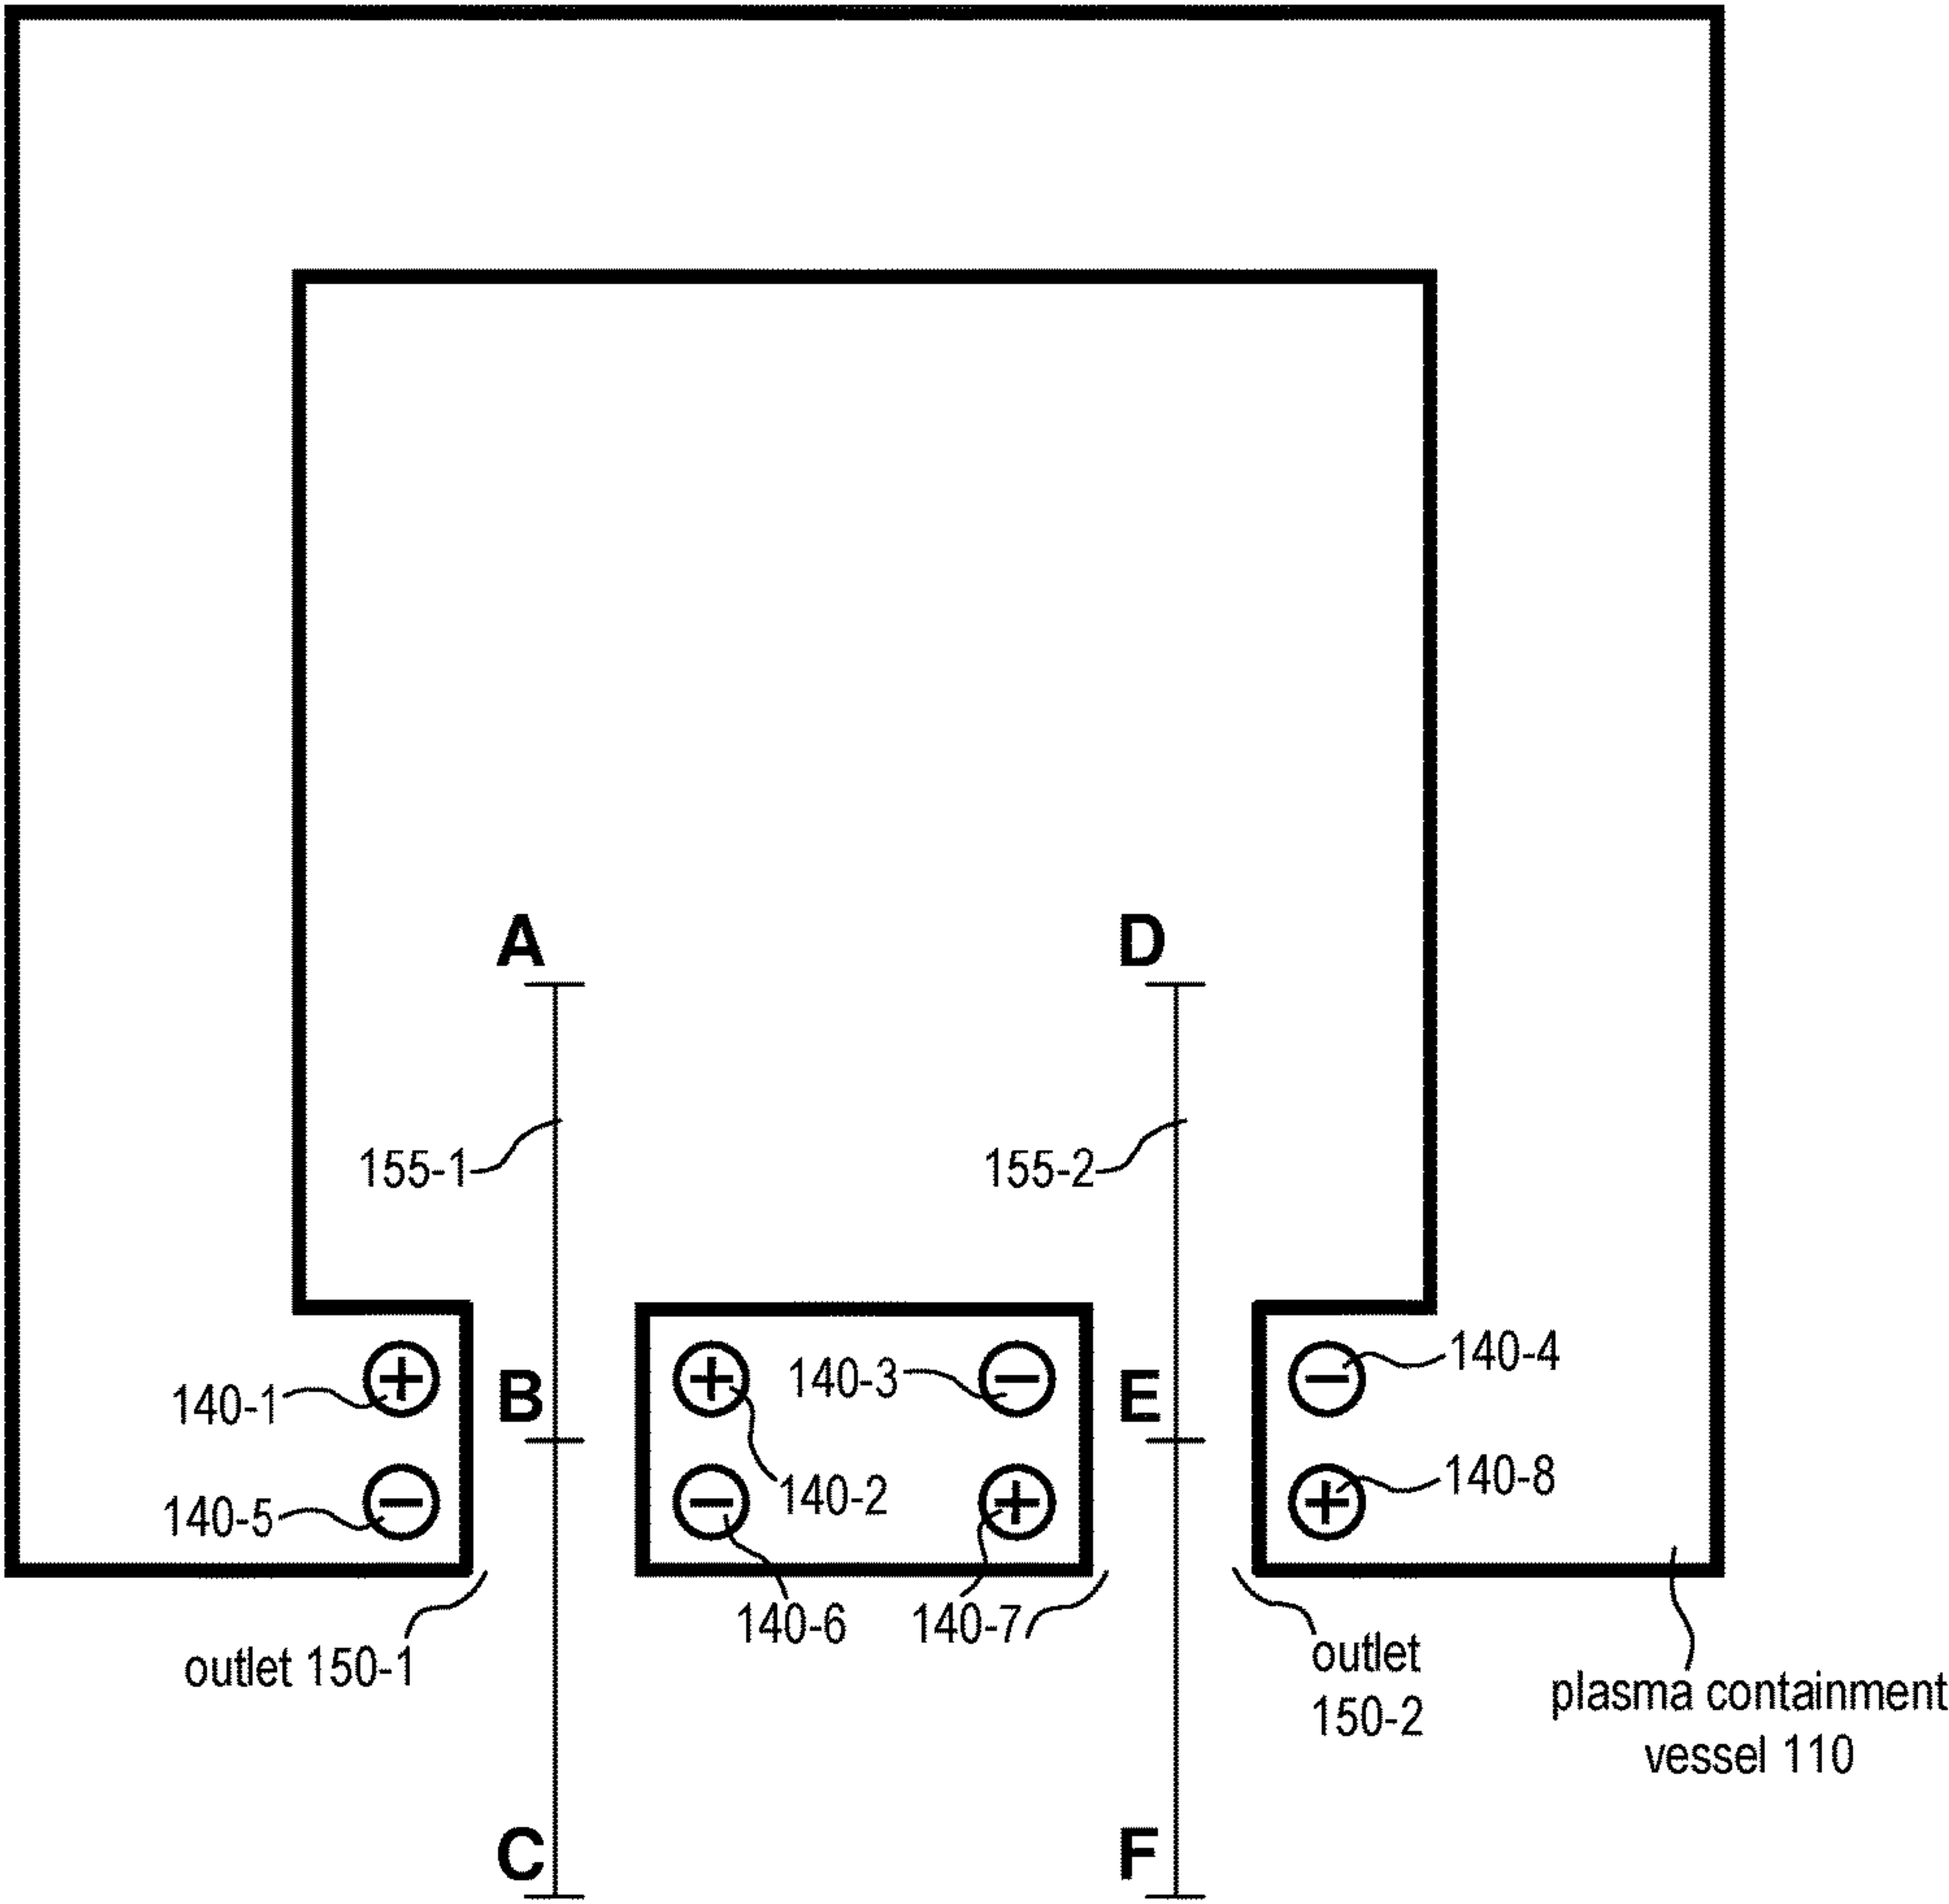 A
D
155-1
155-2
140-1
B
140-3
E
140-4
140-5
140-2
140-8
140-6
140-7
outlet 150-1
outlet
150-2
plasma containment
vessel 110
C
F